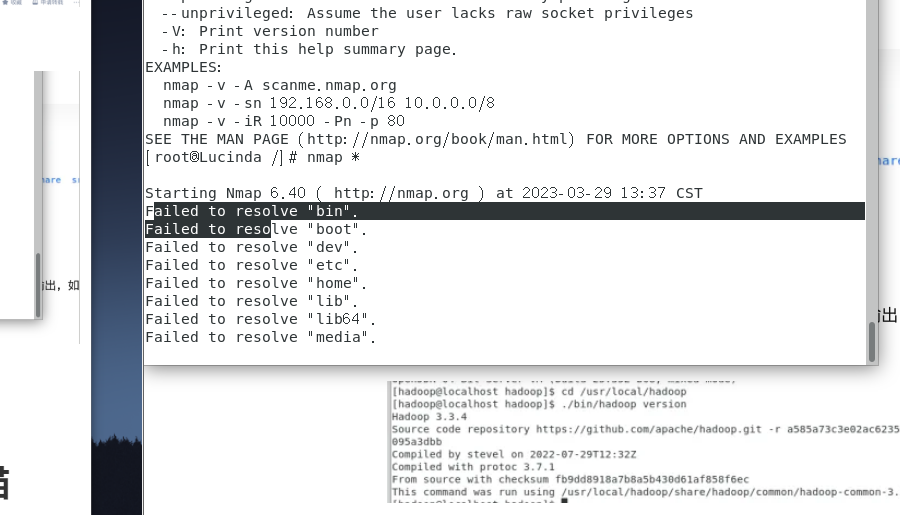 --unprivileged: Assume the user lacks raw socket privileges
-V: Print version number
-h: Print this help summary page.
EXAMPLES:
nmap -v -A scanme.nmap.org
nmap -v -sn 192.168.0.0/16 10.0.0.0/8
nmap -v -iR 10000 -Pn -p 80
SEE THE MAN PAGE (http://nmap.org/book/man.html) FOR MORE OPTIONS AND EXAMPLES
[root@Lucinda /]# nmap *
Starting Nmap 6.40 ( http://nmap.org ) at 2023-03-29 13:37 CST
Failed to resolve "bin".
Failed to resolve "boot".
Failed to resolve "dev".
Failed to resolve "etc".
Failed to resolve "home".
Failed to resolve "lib".
Failed to resolve "lib64".
Failed to resolve "media".
出，如
出
[hadoop@localhost hadoop]$ cd /usr/local/hadoop
[hadoop@localhost hadoop]$ ./bin/hadoop version
Hadoop 3.3.4
Source code repository https://github.com/apache/hadoop.git -r a585a73c3e02ac6235
095a3dbb
Compiled by stevel on 2022-07-29T12:32Z
Compiled with protoc 3.7.1
From source with checksum fb9dd8918a7b8a5b430d61af858f6ec
This command was run using /usr/local/hadoop/share/hadoop/common/hadoop-common-3.
[hadoop@localhost hadoop]$